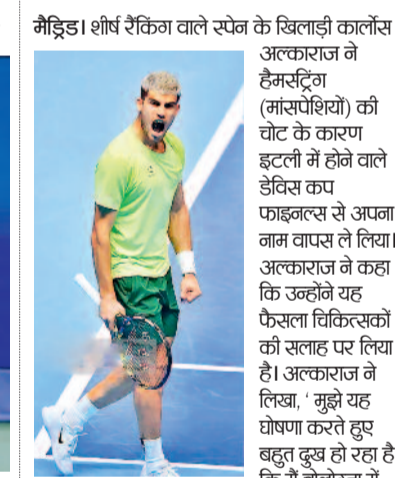 मैड्रिड। शीर्ष रैंकिंग वाले स्पेन के खिलाड़ी कार्लोस
अल्काराज ने
हैमस्ट्रिंग
(मांसपेशियों) की
चोट के कारण
इटली में होने वाले
डेविस कप
फाइनल्स से अपना
नाम वापस ले लिया।
अल्काराज ने कहा
कि उन्होंने यह
फैसला चिकित्सकों
की सलाह पर लिया
है। अल्काराज ने
लिखा, ‘ मुझे यह
घोषणा करते हुए
बहुत दुख हो रहा है
कि मैं बोलोग्ना में